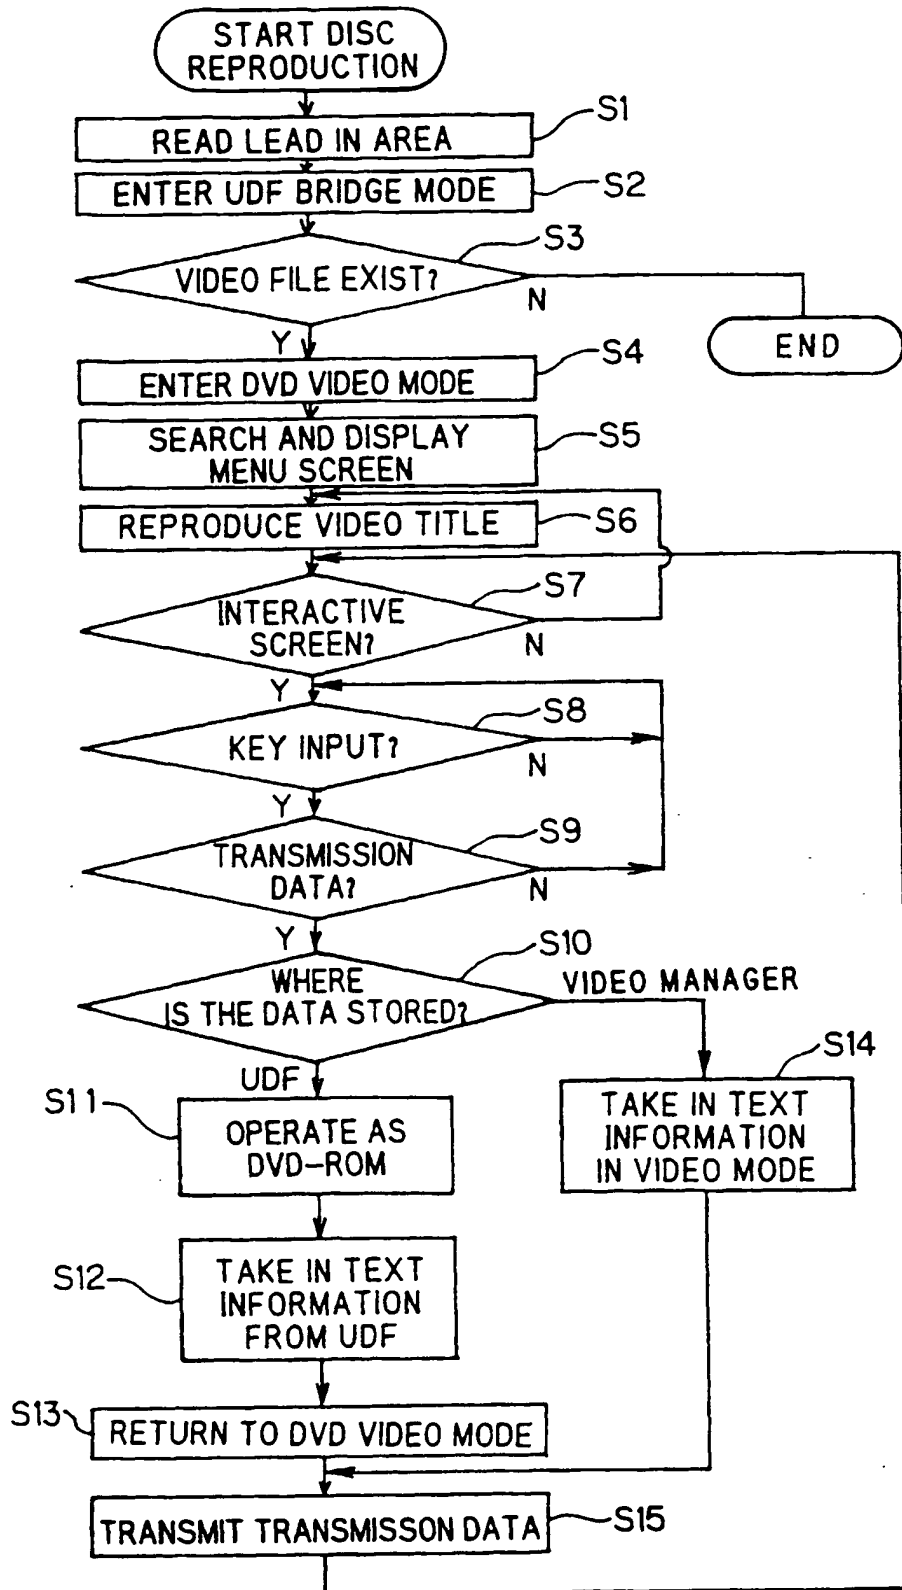 START DISC
REPRODUCTION
S1
READ LEAD IN AREA
S2
ENTER UDF BRIDGE MODE
S3
VIDEO FILE EXIST?
N
Y
END
S4
ENTER DVD VIDEO MODE
S5
SEARCH AND DISPLAY
MENU SCREEN
S6
REPRODUCE VIDEO TITLE
S7
INTERACTIVE
SCREEN?
N
Y
S8
KEY INPUT?
N
Y
S9
TRANSMISSION
DATA?
N
Y
S10
WHERE
IS THE DATA STORED?
VIDEO MANAGER
UDF
S14
TAKE IN TEXT
INFORMATION
IN VIDEO MODE
S11
OPERATE AS
DVD-ROM
S12
TAKE IN TEXT
INFORMATION
FROM UDF
S13
RETURN TO DVD VIDEO MODE
TRANSMIT TRANSMISSON DATA
S15